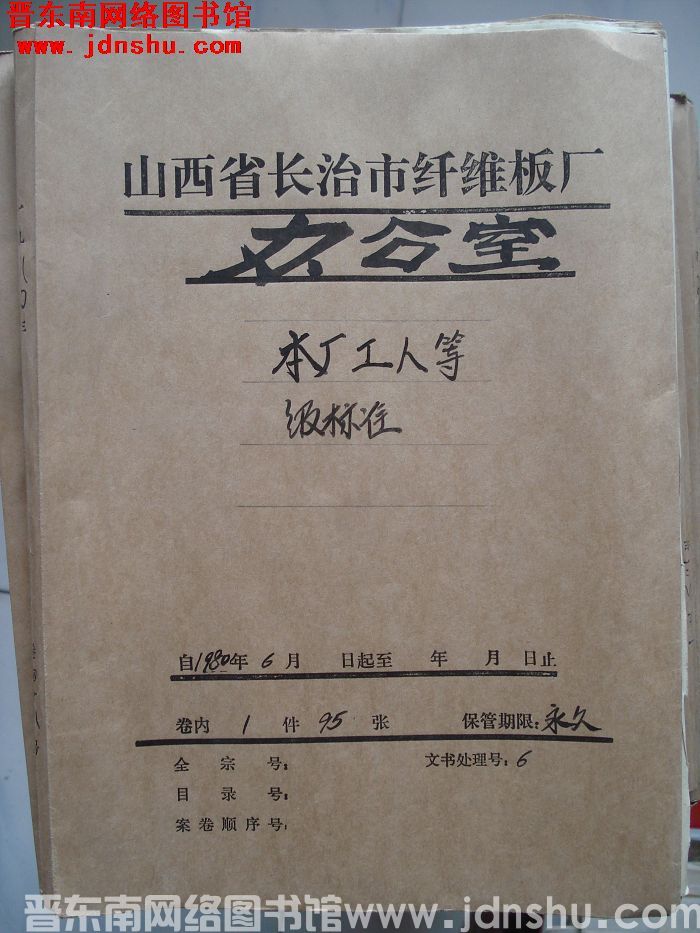 晋东南网络图书馆
www.jdnshu.com
山西省长治市纤维板厂
办公室
本厂工人等
级标准
自1980年6月 日起至 年 月 日止
卷内 1 件 95 张 保管期限:永久
全宗号: 文书处理号:6
目录号:
案卷顺序号:
晋东南网络图书馆 www.jdnshu.com